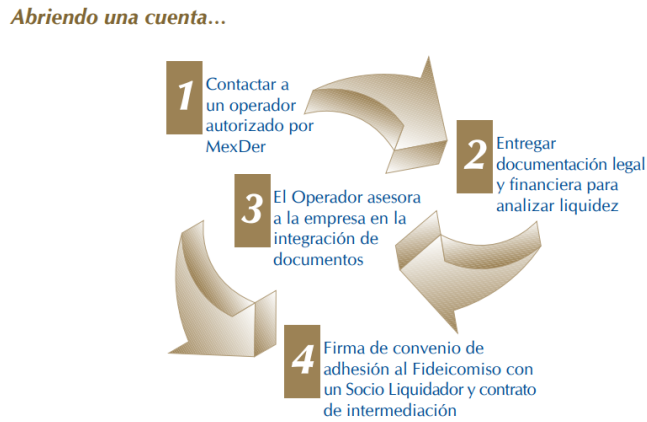 Abriendo una cuenta...
1
Contactar a
un operador
autorizado por
MexDer
2
Entregar
documentación legal
y financiera para
analizar liquidez
3
El Operador asesora
a la empresa en la
integración de
documentos
4
Firma de convenio de
adhesión al Fideicomiso con
un Socio Liquidador y contrato
de intermediación